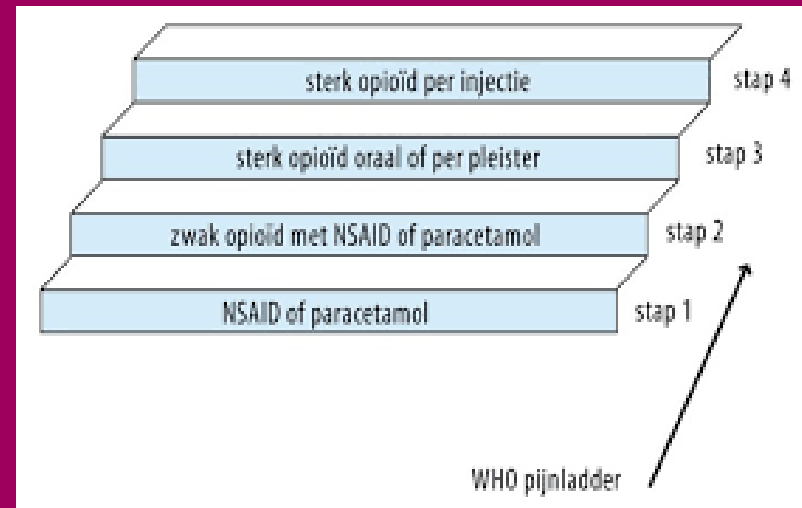 sterk opioïd per injectie
stap 4
sterk opioïd oraal of per pleister
stap 3
zwak opioïd met NSAID of paracetamol
stap 2
NSAID of paracetamol
stap 1
WHO pijnladder